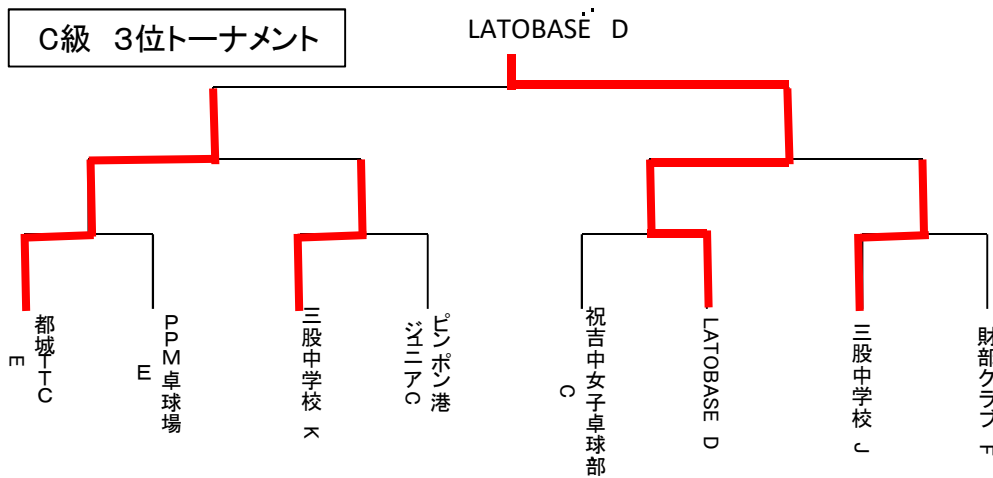 C級 3位トーナメント
LATOBASE D
都城TTC
E
PPM卓球場
E
三股中学校 K
ピンポン港
ジュニアC
祝吉中女子卓球部
C
LATOBASE D
三股中学校 J
財部クラブ F